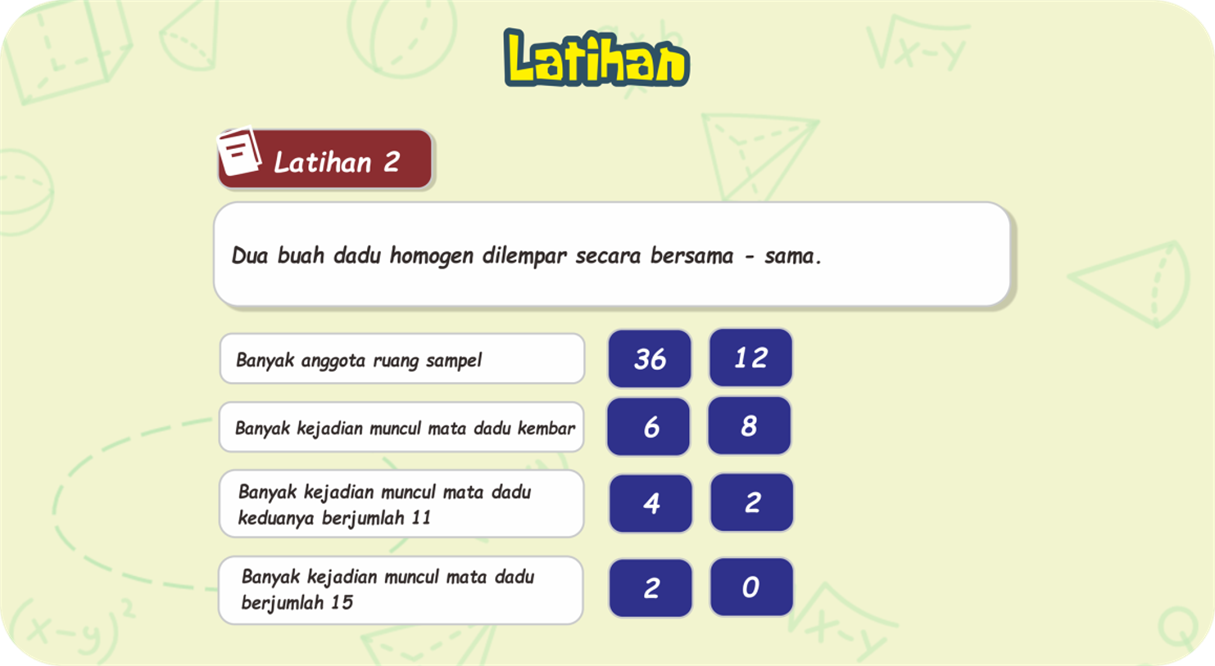 Latihan
Latihan 2
Dua buah dadu homogen dilempar secara bersama - sama.
Banyak anggota ruang sampel
36
12
Banyak kejadian muncul mata dadu kembar
6
8
Banyak kejadian muncul mata dadu
keduanya berjumlah 11
4
2
Banyak kejadian muncul mata dadu
berjumlah 15
2
0
√x-y
(x-y)²
√x-y